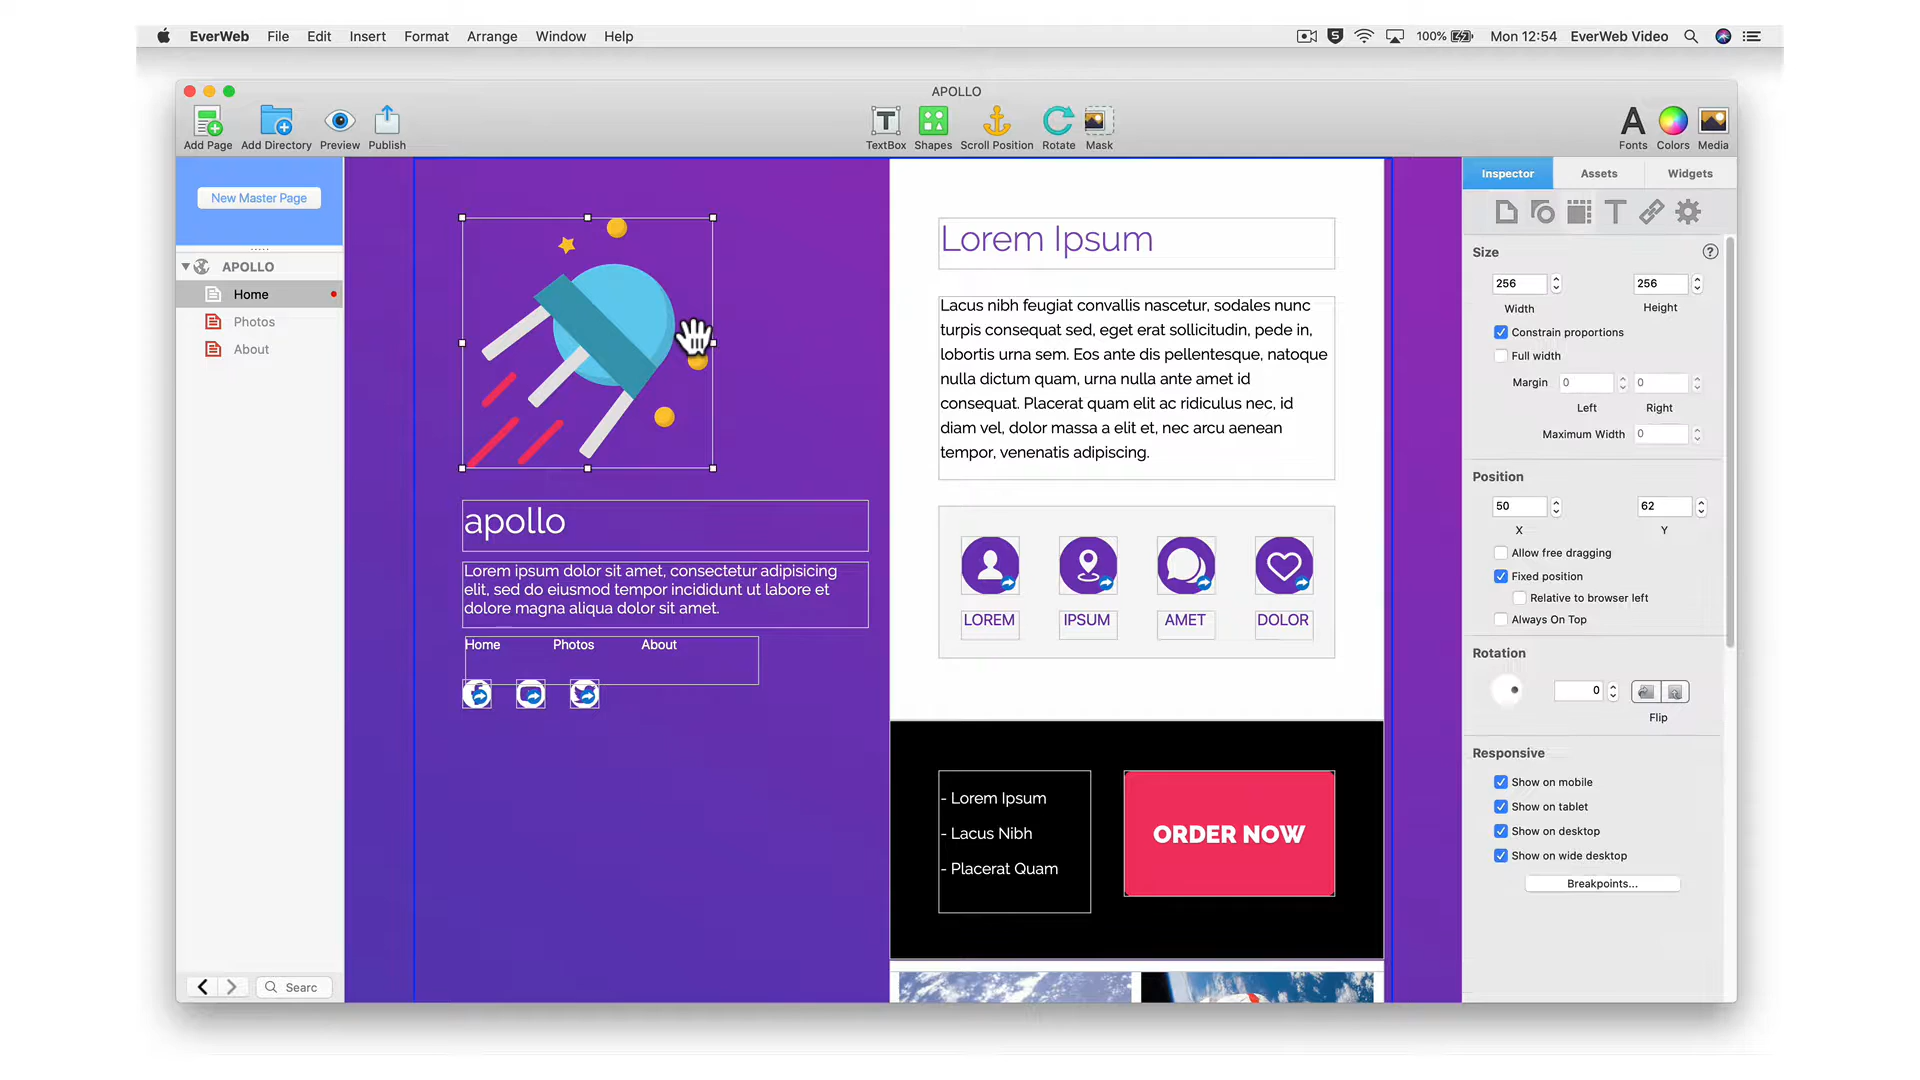 EverWeb File Edit Insert Format Arrange Window Help 100% Mon 12:54 EverWeb Video
APOLLO
Add Page Add Directory Preview Publish TextBox Shapes Scroll Position Rotate Mask Fonts Colors Media
New Master Page
APOLLO
Home
Photos
About
Searc
apollo
Lorem ipsum dolor sit amet, consectetur adipisicing
elit, sed do eiusmod tempor incididunt ut labore et
dolore magna aliqua dolor sit amet.
Home Photos About
Lorem Ipsum
Lacus nibh feugiat convallis nascetur, sodales nunc
turpis consequat sed, eget erat sollicitudin, pede in,
lobortis urna sem. Eos ante dis pellentesque, natoque
nulla dictum quam, urna nulla ante amet id
consequat. Placerat quam elit ac ridiculus nec, id
diam vel, dolor massa a elit et, nec arcu aenean
tempor, venenatis adipiscing.
LOREM IPSUM AMET DOLOR
- Lorem Ipsum
- Lacus Nibh
- Placerat Quam
ORDER NOW
Inspector Assets Widgets
Size
256 256
Width Height
Constrain proportions
Full width
Margin 0 0
Left Right
Maximum Width 0
Position
50 62
X Y
Allow free dragging
Fixed position
Relative to browser left
Always On Top
Rotation
0
Flip
Responsive
Show on mobile
Show on tablet
Show on desktop
Show on wide desktop
Breakpoints...